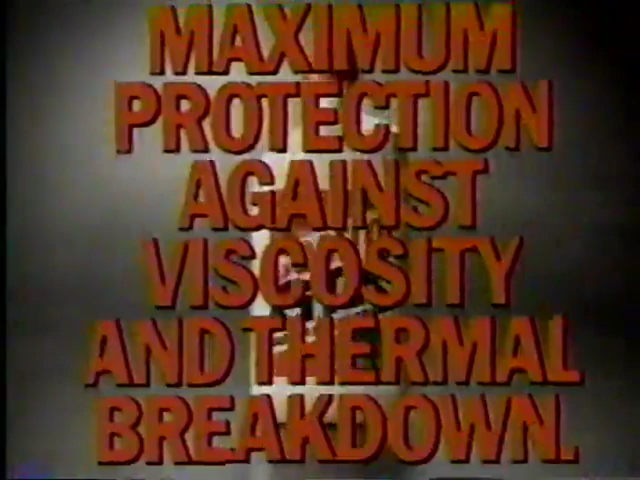 MAXIMUM
PROTECTION
AGAINST
VISCOSITY
AND THERMAL
BREAKDOWN.